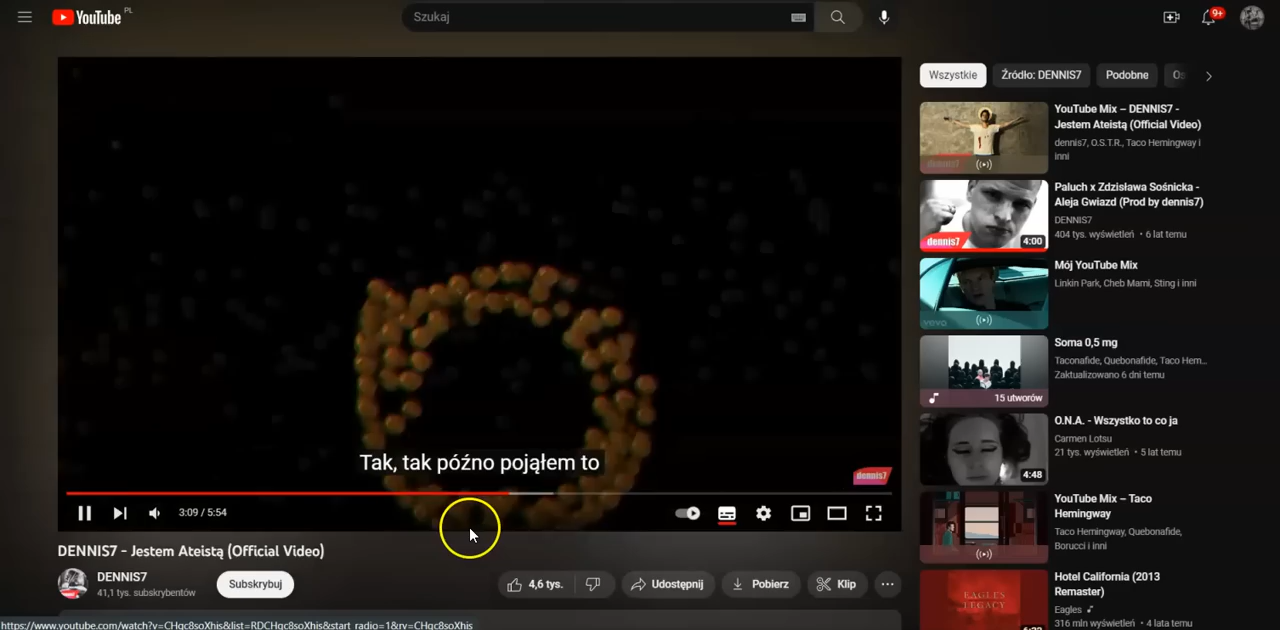 YouTube PL
Szukaj
9+
Tak, tak późno pojąłem to
dennis7
3:09 / 5:54
DENNIS7 - Jestem Ateistą (Official Video)
DENNIS7
41,1 tys. subskrybentów
Subskrybuj
4,6 tys.
Udostępnij
Pobierz
Klip
https://www.youtube.com/watch?v=CHqc8soXhis&list=RDCHqc8soXhis&start_radio=1&rv=CHqc8soXhis
Wszystkie
Źródło: DENNIS7
Podobne
YouTube Mix – DENNIS7 -
Jestem Ateistą (Official Video)
dennis7, O.S.T.R., Taco Hemingway i
inni
dennis7
4:00
Paluch x Zdzisława Sośnicka -
Aleja Gwiazd (Prod by dennis7)
DENNIS7
404 tys. wyświetleń • 6 lat temu
vevo
Mój YouTube Mix
Linkin Park, Cheb Mami, Sting i inni
15 utworów
Soma 0,5 mg
Taconafide, Quebonafide, Taco Hem...
Zaktualizowano 6 dni temu
4:48
O.N.A. - Wszystko to co ja
Carmen Lotsu
21 tys. wyświetleń • 5 lat temu
YouTube Mix – Taco
Hemingway
Taco Hemingway, Quebonafide,
Borucci i inni
EAGLES
LEGACY
Hotel California (2013
Remaster)
Eagles
316 mln wyświetleń • 4 lata temu